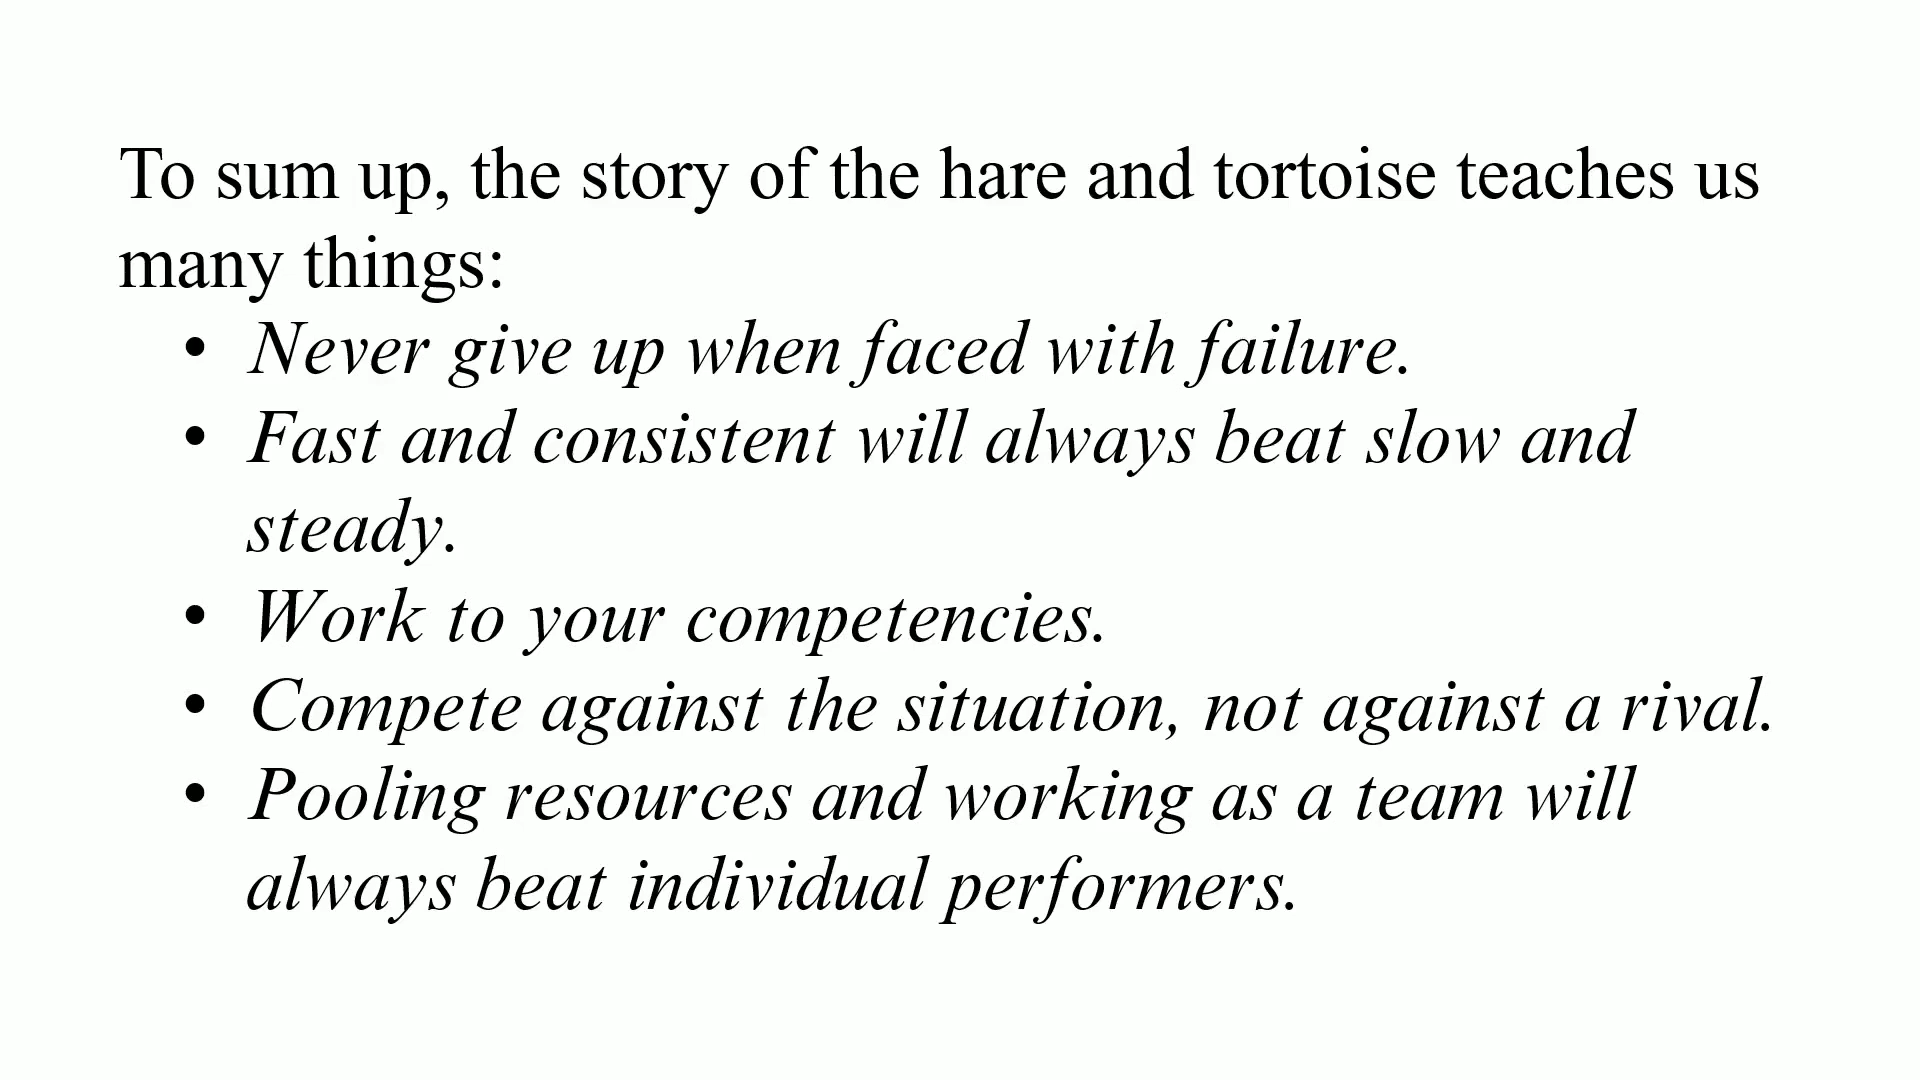 To sum up, the story of the hare and tortoise teaches us
many things:
• Never give up when faced with failure.
• Fast and consistent will always beat slow and
steady.
• Work to your competencies.
• Compete against the situation, not against a rival.
• Pooling resources and working as a team will
always beat individual performers.